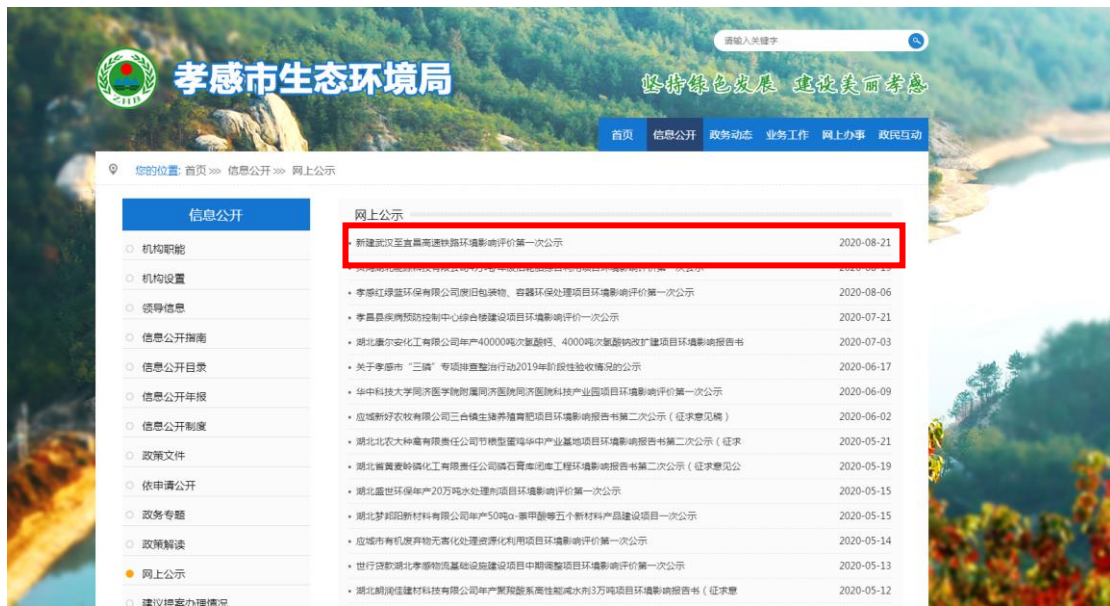 请输入关键字
ZHB
孝感市生态环境局
坚持绿色发展 建设美丽孝感
首页 信息公开 政务动态 业务工作 网上办事 政民互动
您的位置: 首页 >>> 信息公开 >>> 网上公示
信息公开
机构职能
机构设置
领导信息
信息公开指南
信息公开目录
信息公开年报
信息公开制度
政策文件
依申请公开
政务专题
政策解读
网上公示
建议提案办理情况
网上公示
新建武汉至宜昌高速铁路环境影响评价第一次公示 2020-08-21
2020-08-19
孝感红绿蓝环保有限公司废旧包装物、容器环保处理项目环境影响评价第一次公示 2020-08-06
孝昌县疾病预防控制中心综合楼建设项目环境影响评价一次公示 2020-07-21
湖北康尔安化工有限公司年产40000吨次氯酸钙、4000吨次氯酸钠改扩建项目环境影响报告书 2020-07-03
关于孝感市“三磷”专项排查整治行动2019年阶段性验收情况的公示 2020-06-17
华中科技大学同济医学院附属同济医院同济医院科技产业园项目环境影响评价第一次公示 2020-06-09
应城新好农牧有限公司三合镇生猪养殖育肥项目环境影响报告书第二次公示（征求意见稿） 2020-06-02
湖北北农大种禽有限责任公司节粮型蛋鸡华中产业基地项目环境影响报告书第二次公示（征求 2020-05-21
湖北省黄麦岭磷化工有限责任公司磷石膏库闭库工程环境影响报告书第二次公示（征求意见公 2020-05-19
湖北盛世环保年产20万吨水处理剂项目环境影响评价第一次公示 2020-05-15
湖北梦邦阳新材料有限公司年产50吨α-萘甲酸等五个新材料产品建设项目一次公示 2020-05-15
应城市有机废弃物无害化处理资源化利用项目环境影响评价第一次公示 2020-05-14
世行贷款湖北孝感物流基础设施建设项目中期调整项目环境影响评价第一次公示 2020-05-13
湖北朗润佳建材科技有限公司年产聚羧酸系高性能减水剂3万吨项目环境影响报告书（征求意 2020-05-12